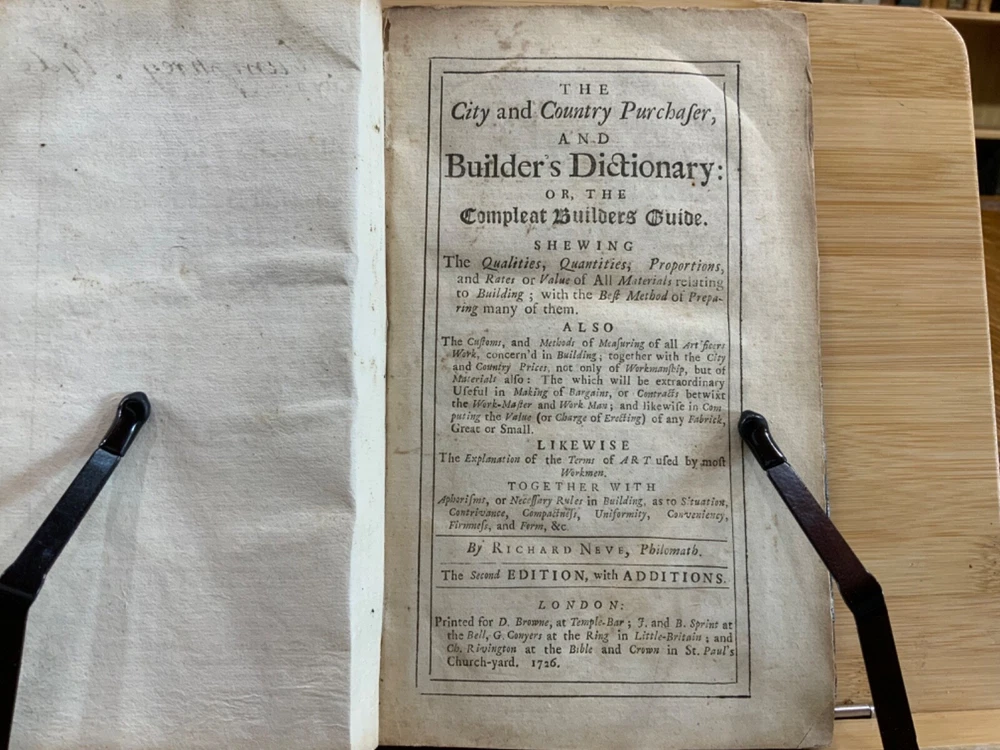 THE
City and Country Purchaſer,
AND
Builder's Dictionary:
OR, THE
Compleat Builders Guide.
SHEWING
The Qualities, Quantities, Proportions,
and Rates or Value of All Materials relating
to Building; with the Beſt Method of Prepa-
ring many of them.
ALSO
The Cuſtoms, and Methods of Meaſuring of all Artificers
Work, concern'd in Building; together with the City
and Country Prices, not only of Workmanſhip, but of
Materials alſo: The which will be extraordinary
Uſeful in Making of Bargains, or Contracts betwixt
the Work-Maſter and Work Man; and likewiſe in Com
puting the Value (or Charge of Erecting) of any Fabrick,
Great or Small.
LIKEWISE
The Explanation of the Terms of ART uſed by moſt
Workmen.
TOGETHER WITH
Aphoriſms, or Neceſſary Rules in Building, as to Situation,
Contrivance, Compactneſs, Uniformity, Conveniency,
Firmneſs, and Form, &c.
By RICHARD NEVE, Philomath.
The Second EDITION, with ADDITIONS.
LONDON:
Printed for D. Browne, at Temple-Bar; J. and B. Sprint at
the Bell, G. Conyers at the Ring in Little-Britain; and
Ch. Rivington at the Bible and Crown in St. Paul's
Church-yard. 1726.